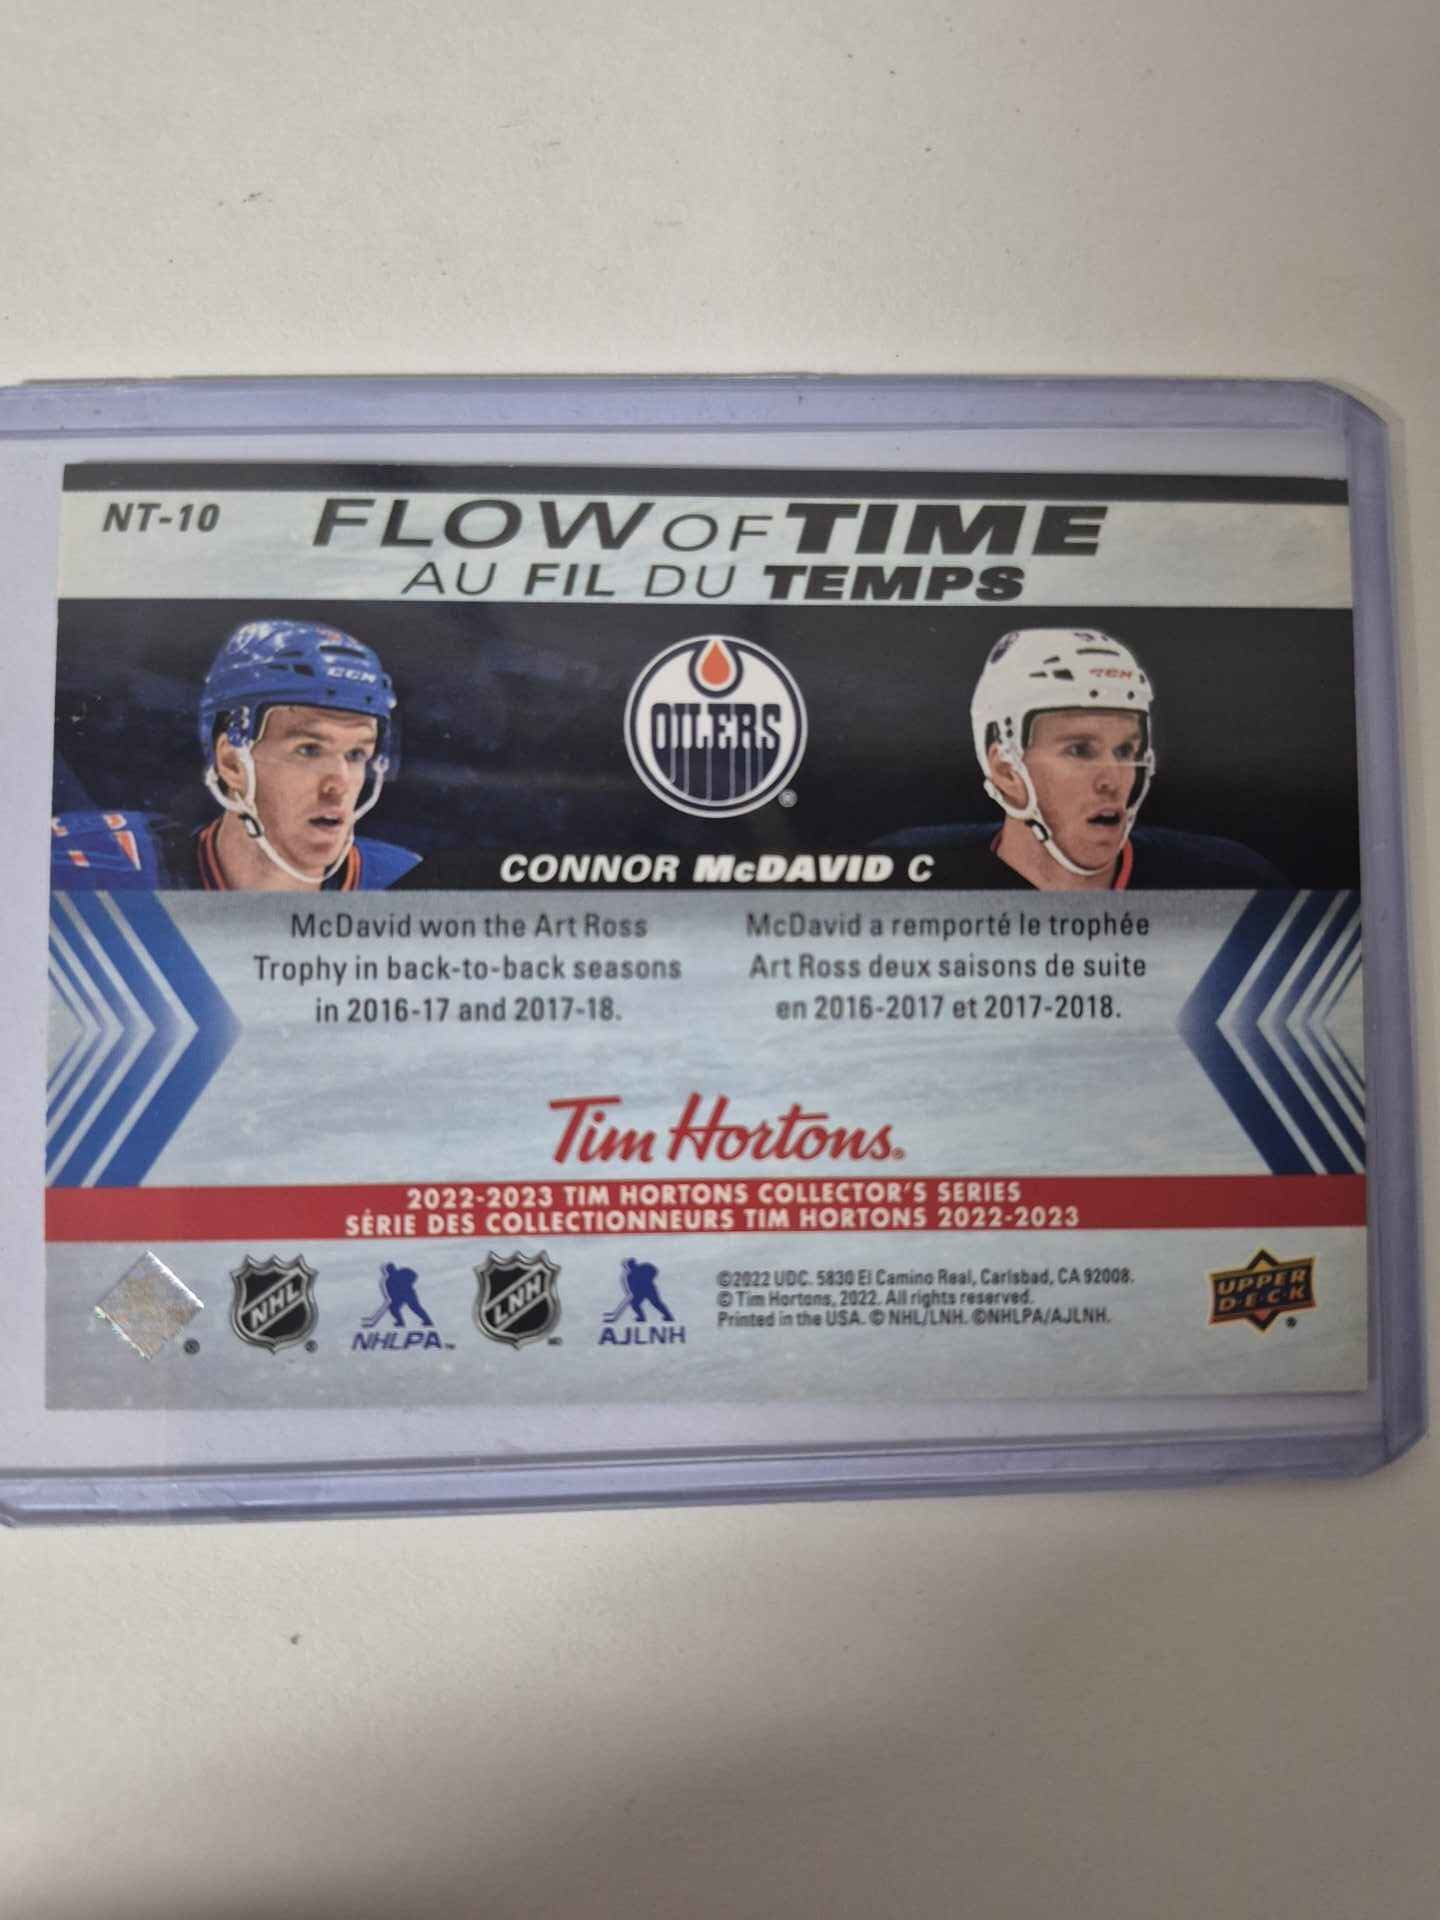 NT-10
FLOW OF TIME
AU FIL DU TEMPS
CCM
97
CCM
OILERS
®
CONNOR McDAVID C
McDavid won the Art Ross
Trophy in back-to-back seasons
in 2016-17 and 2017-18.
McDavid a remporté le trophée
Art Ross deux saisons de suite
en 2016-2017 et 2017-2018.
Tim Hortons®
2022-2023 TIM HORTONS COLLECTOR'S SERIES
SÉRIE DES COLLECTIONNEURS TIM HORTONS 2022-2023
®
NHL
®
NHLPA™
LNH
MD
AJLNH
©2022 UDC. 5830 El Camino Real, Carlsbad, CA 92008.
© Tim Hortons, 2022. All rights reserved.
Printed in the USA. © NHL/LNH. ©NHLPA/AJLNH.
UPPER
D·E·C·K
®